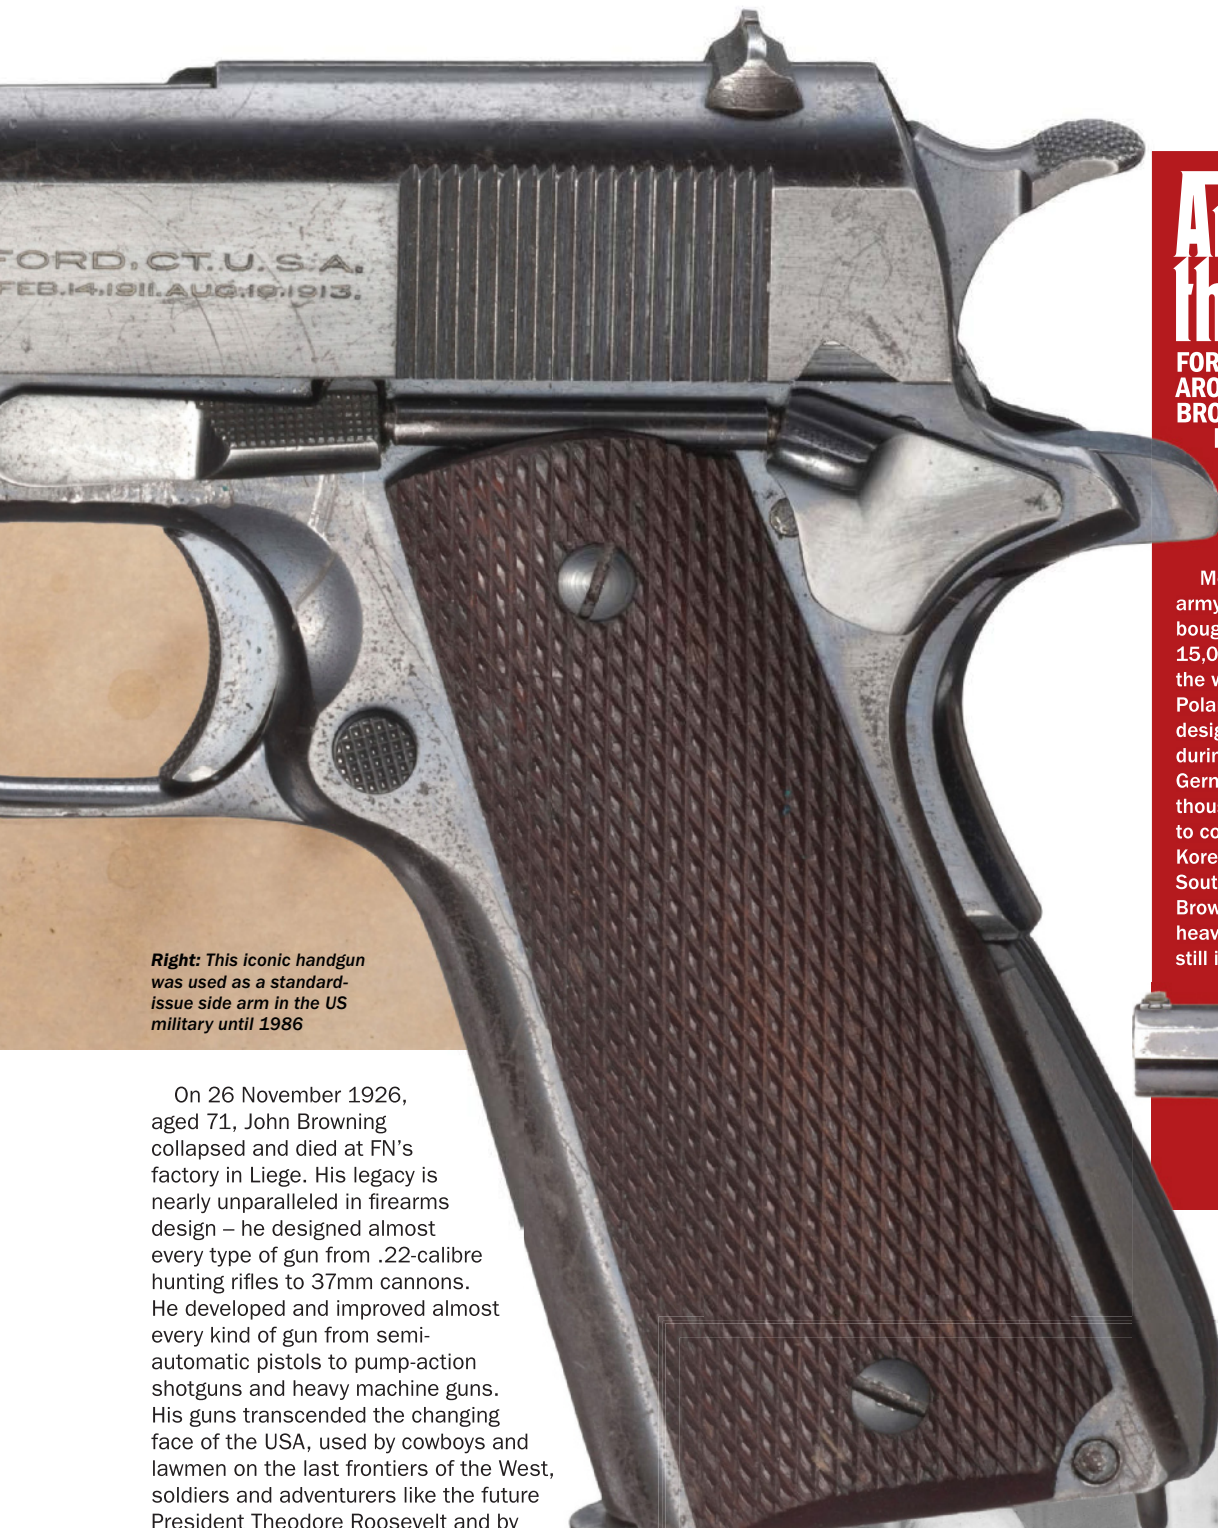 FORD. CT. U. S. A.
FEB. 14. 1911. AUG. 19. 1913.
Right: This iconic handgun
was used as a standard-
issue side arm in the US
military until 1986
On 26 November 1926,
aged 71, John Browning
collapsed and died at FN’s
factory in Liege. His legacy is
nearly unparalleled in firearms
design – he designed almost
every type of gun from .22-calibre
hunting rifles to 37mm cannons.
He developed and improved almost
every kind of gun from semi-
automatic pistols to pump-action
shotguns and heavy machine guns.
His guns transcended the changing
face of the USA, used by cowboys and
lawmen on the last frontiers of the West,
soldiers and adventurers like the future
President Theodore Roosevelt and by
th
FOR
ARO
BRO
M
army
boug
15,0
the w
Pola
desig
durin
Germ
thou
to co
Kore
Sout
Brow
heav
still i